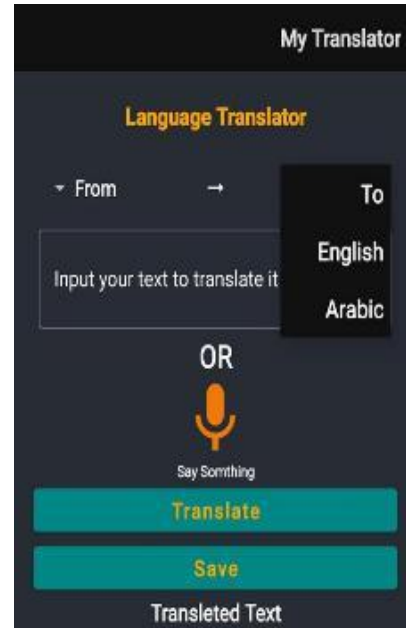 My Translator
Language Translator
From → To
English
Input your text to translate it
Arabic
OR
Say Somthing
Translate
Save
Transleted Text